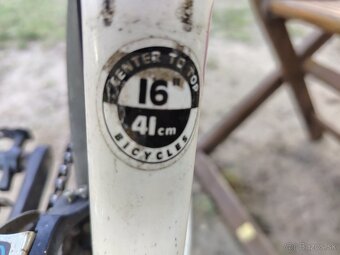 CENTER TO TOP
16"
41cm
BICYCLES